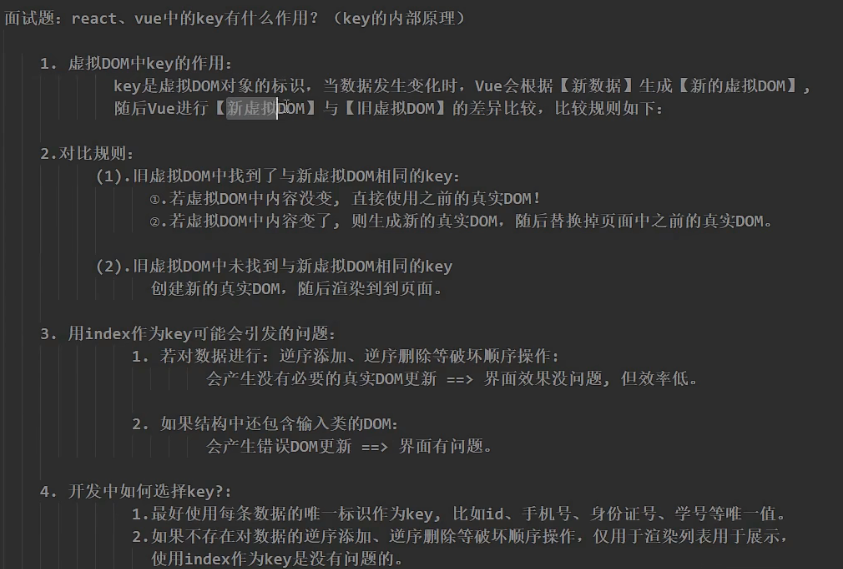 面试题：react、vue中的key有什么作用？（key的内部原理）
1. 虚拟DOM中key的作用：
key是虚拟DOM对象的标识，当数据发生变化时，Vue会根据【新数据】生成【新的虚拟DOM】,
随后Vue进行【新虚拟DOM】与【旧虚拟DOM】的差异比较，比较规则如下：
2.对比规则：
(1).旧虚拟DOM中找到了与新虚拟DOM相同的key：
①.若虚拟DOM中内容没变, 直接使用之前的真实DOM！
②.若虚拟DOM中内容变了, 则生成新的真实DOM，随后替换掉页面中之前的真实DOM。
(2).旧虚拟DOM中未找到与新虚拟DOM相同的key
创建新的真实DOM，随后渲染到到页面。
3. 用index作为key可能会引发的问题：
1. 若对数据进行：逆序添加、逆序删除等破坏顺序操作:
会产生没有必要的真实DOM更新 ==> 界面效果没问题, 但效率低。
2. 如果结构中还包含输入类的DOM：
会产生错误DOM更新 ==> 界面有问题。
4. 开发中如何选择key?:
1.最好使用每条数据的唯一标识作为key, 比如id、手机号、身份证号、学号等唯一值。
2.如果不存在对数据的逆序添加、逆序删除等破坏顺序操作，仅用于渲染列表用于展示，
使用index作为key是没有问题的。